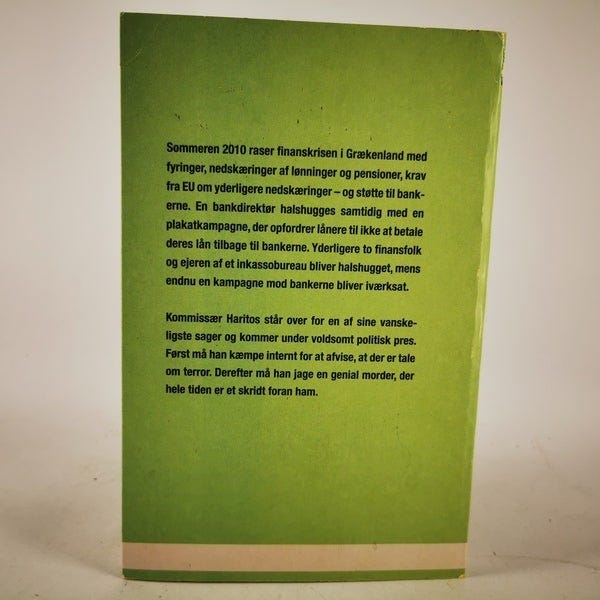 Sommeren 2010 raser finanskrisen i Grækenland med
fyringer, nedskæringer af lønninger og pensioner, krav
fra EU om yderligere nedskæringer – og støtte til bank-
erne. En bankdirektør halshugges samtidig med en
plakatkampagne, der opfordrer lånere til ikke at betale
deres lån tilbage til bankerne. Yderligere to finansfolk
og ejeren af et inkassobureau bliver halshugget, mens
endnu en kampagne mod bankerne bliver iværksat.
Kommissær Haritos står over for en af sine vanske-
ligste sager og kommer under voldsomt politisk pres.
Først må han kæmpe internt for at afvise, at der er tale
om terror. Derefter må han jage en genial morder, der
hele tiden er et skridt foran ham.